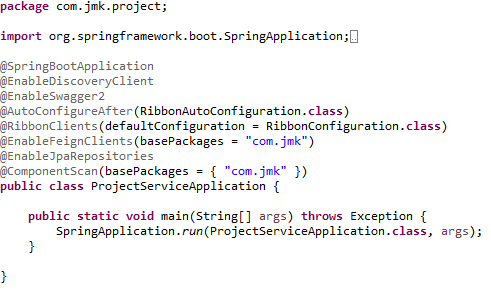 package com.jmk.project;
import org.springframework.boot.SpringApplication;
@SpringBootApplication
@EnableDiscoveryClient
@EnableSwagger2
@AutoConfigureAfter(RibbonAutoConfiguration.class)
@RibbonClients(defaultConfiguration = RibbonConfiguration.class)
@EnableFeignClients(basePackages = "com.jmk")
@EnableJpaRepositories
@ComponentScan(basePackages = { "com.jmk" })
public class ProjectServiceApplication {
public static void main(String[] args) throws Exception {
SpringApplication.run(ProjectServiceApplication.class, args);
}
}